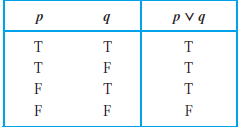 p q p ∨ q
T T T
T F T
F T T
F F F